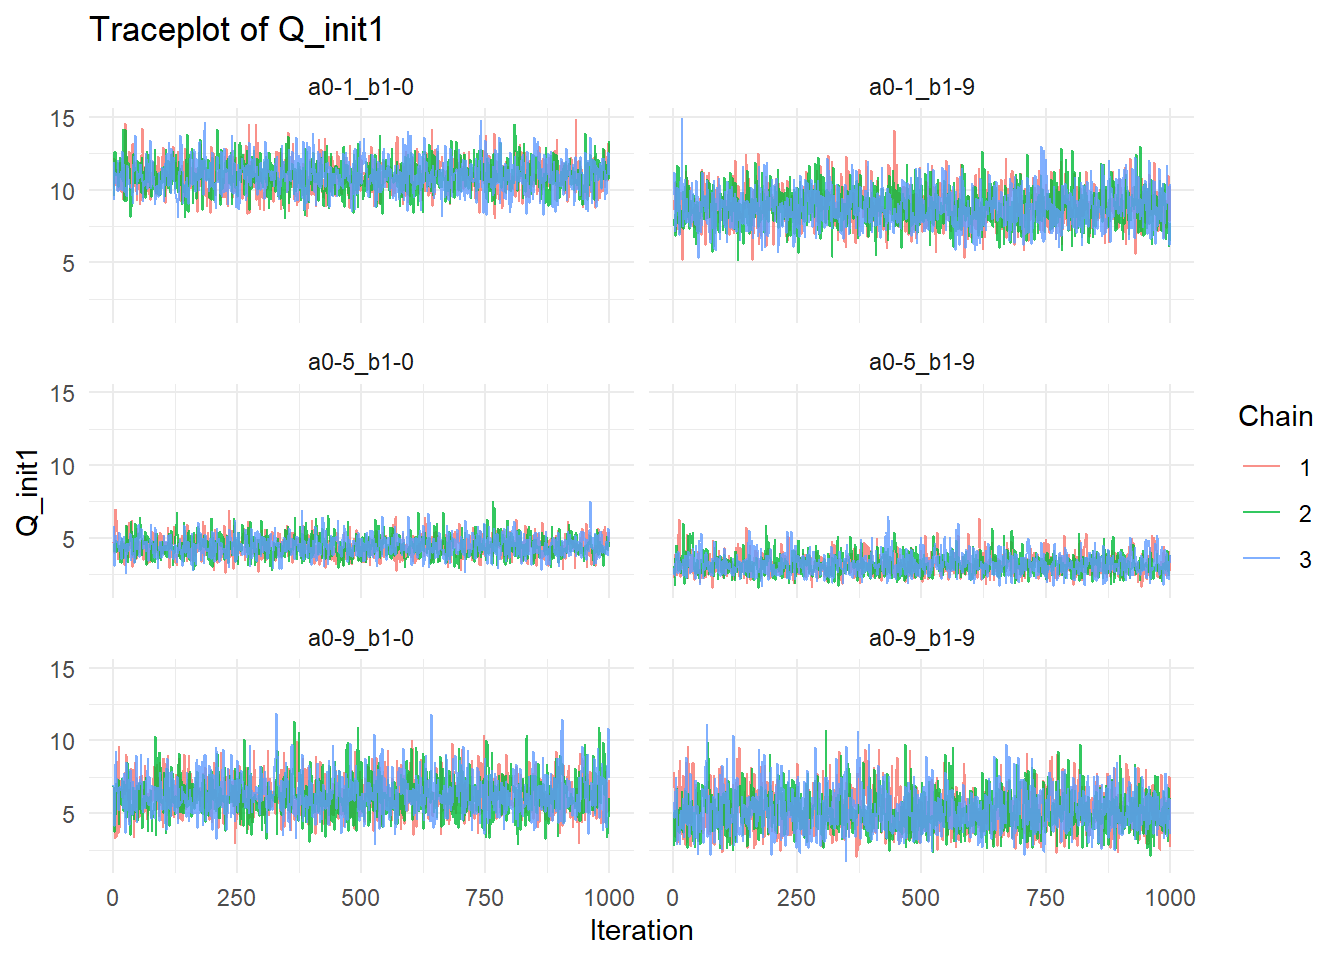 Traceplot of Q_init1
a0-1_b1-0 a0-1_b1-9
15
10
5
a0-5_b1-0 a0-5_b1-9
15
10
5
a0-9_b1-0 a0-9_b1-9
15
10
5
0 250 500 750 1000 0 250 500 750 1000
Iteration
Q_init1
Chain
1
2
3